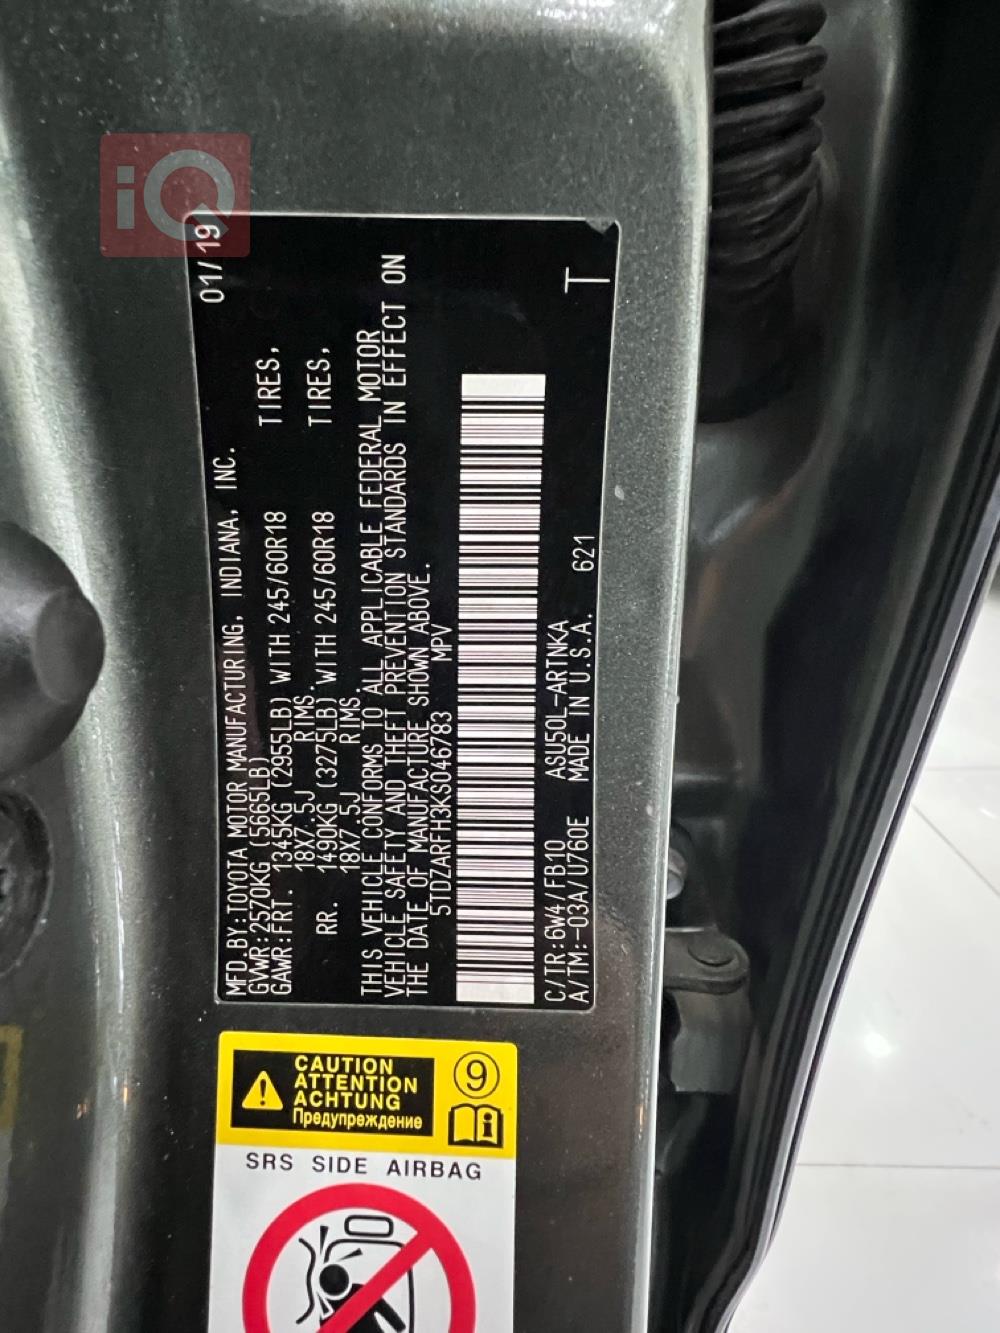 iQ
MFD.BY:TOYOTA MOTOR MANUFACTURING, INDIANA, INC. 01/19
GVWR:2570KG (5665LB)
GAWR:FRT. 1345KG (2955LB) WITH 245/60R18 TIRES,
18X7.5J RIMS.
RR. 1490KG (3275LB) WITH 245/60R18 TIRES,
18X7.5J RIMS.
THIS VEHICLE CONFORMS TO ALL APPLICABLE FEDERAL MOTOR
VEHICLE SAFETY AND THEFT PREVENTION STANDARDS IN EFFECT ON
THE DATE OF MANUFACTURE SHOWN ABOVE.
5TDZARFH3KS046783 MPV
C/TR:6W4/FB10 ASU50L-ARTNKA
A/TM:-03A/U760E MADE IN U.S.A. 621 T
CAUTION
ATTENTION
ACHTUNG
Предупреждение
9
i
SRS SIDE AIRBAG